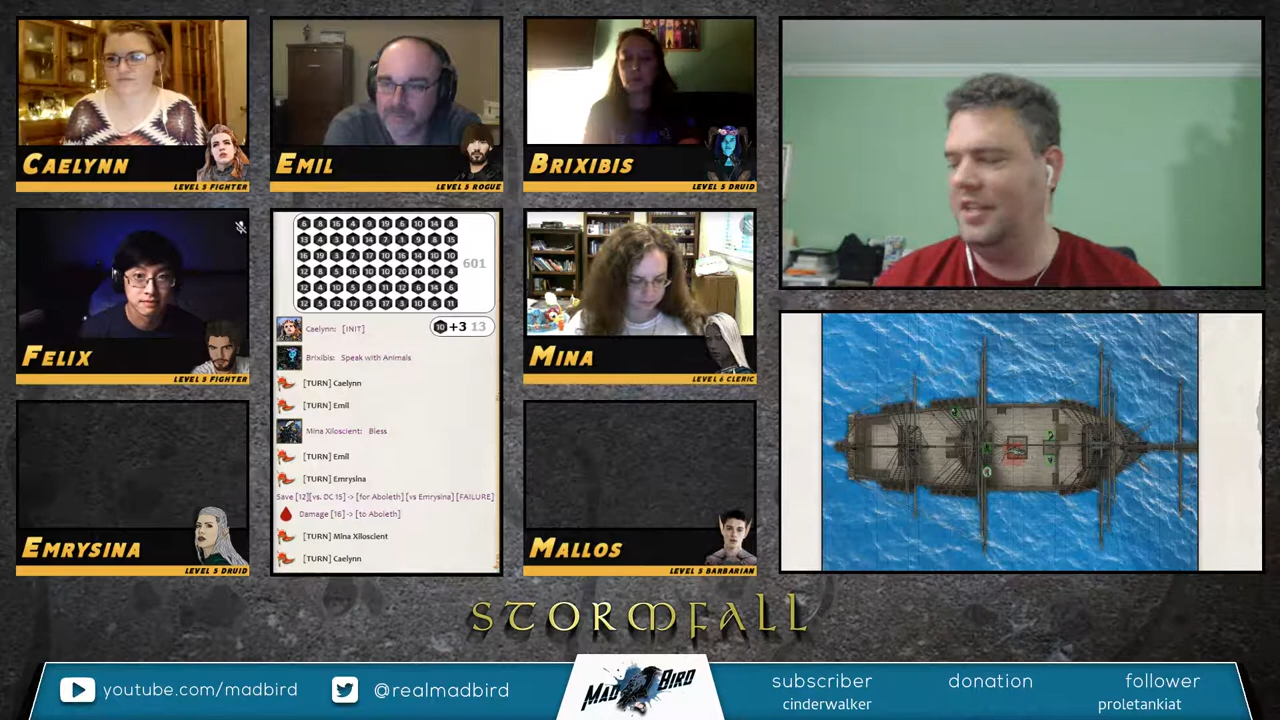 CAELYNN
LEVEL 5 FIGHTER
EMIL
LEVEL 5 ROGUE
BRIXIBIS
LEVEL 5 DRUID
FELIX
LEVEL 5 FIGHTER
601
Caelynn: [INIT]
10 +3 13
Brixibis: Speak with Animals
[TURN] Caelynn
[TURN] Emil
Mina Xiloscient: Bless
[TURN] Emil
[TURN] Emrysina
Save [12][vs. DC 15] -> [for Aboleth] [vs Emrysina] [FAILURE]
Damage [16] -> [to Aboleth]
[TURN] Mina Xiloscient
[TURN] Caelynn
MINA
LEVEL 6 CLERIC
EMRYSINA
LEVEL 5 DRUID
MALLOS
LEVEL 5 BARBARIAN
STORMFALL
youtube.com/madbird
@realmadbird
MAD BIRD
subscriber
cinderwalker
donation
follower
proletankiat